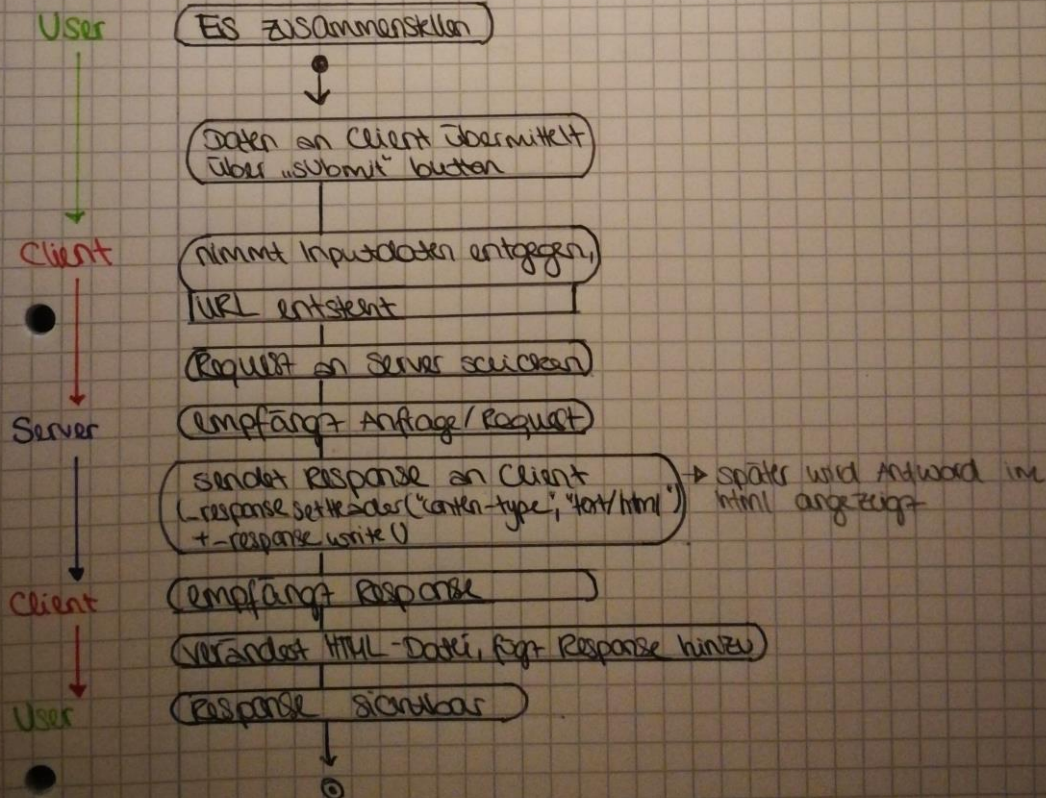 User
Eis zusammenstellen
Daten an Client übermittelt
über „submit" button
Client
nimmt Inputdaten entgegen,
URL entsteht
Request an Server schicken
Server
empfängt Anfrage/Request
sendet Response an Client
(_response.setHeader("conten-type", "text/html")
+_response.write()
→ später wird Antword im
html angezeigt
Client
empfängt Response
verändert HTML-Datei, fügt Response hinzu
User
Response sichtbar